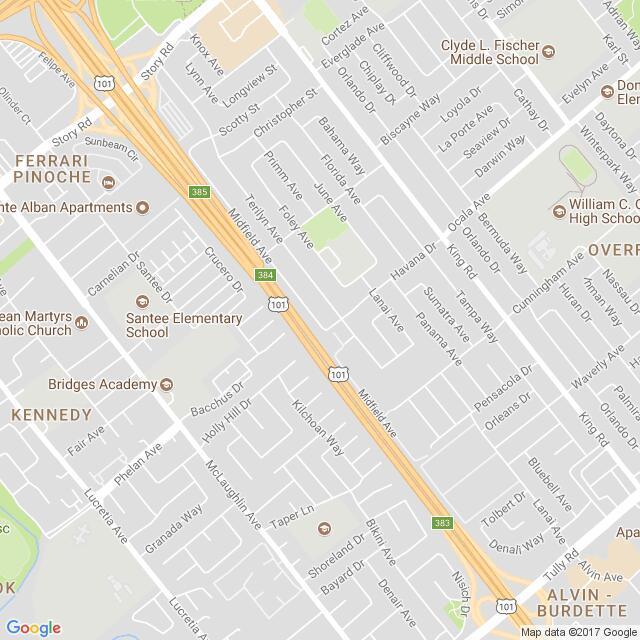 Cortez Ave
Everglade Ave
Orlando Dr
Cliffwood Dr
Chiplay Dr
Clyde L. Fischer
Middle School
Adrian Way
Karl St
Evelyn Ave
Knox Ave
Lynn Ave
Story Rd
Felipe Ave
101
Longview St
Scotty St
Christopher St
Biscayne Way
Loyola Dr
La Porte Ave
Seaview Dr
Darwin Way
Cathay Dr
Daytona Dr
Winterpark Way
Olinder Ct
Story Rd
Sunbeam Cir
FERRARI
PINOCHE
385
Bahama Way
Florida Ave
June Ave
Primm Ave
Foley Ave
Terilyn Ave
Midfield Ave
Alban Apartments
William C.
High School
Ocala Ave
Bermuda Way
Orlando Dr
King Rd
Havana Dr
Cunningham Ave
Nassau Dr
Huran Dr
Carmelian Dr
Santee Dr
Crucero Dr
384
101
Santee Elementary
School
Martyrs
Church
Lanai Ave
Sumatra Ave
Panama Ave
Tampa Way
Waverly Ave
Bridges Academy
101
KENNEDY
Bacchus Dr
Holly Hill Dr
Kilchoan Way
Midfield Ave
Pensacola Dr
Orleans Dr
Orlando Dr
King Rd
Fair Ave
Phelan Ave
Lucretia Ave
McLaughlin Ave
Granada Way
Taper Ln
383
Bluebell Ave
Lanai Ave
Tolbert Dr
Denali Way
Tully Rd
Alvin Ave
Shoreland Dr
Bayard Dr
Bikini Ave
Denair Ave
Nisich Dr
Lucretia Ave
101
ALVIN -
BURDETTE
Google
Map data ©2017 Google